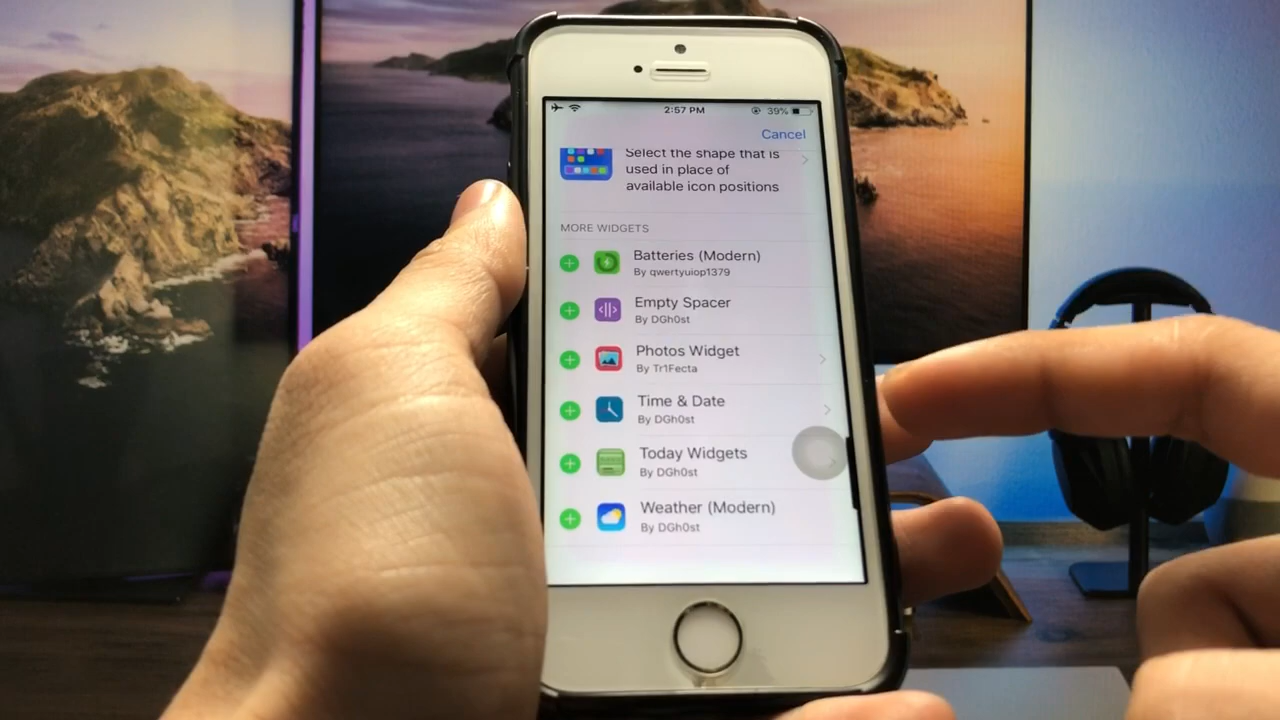 2:57 PM
39%
Cancel
Select the shape that is
used in place of
available icon positions
MORE WIDGETS
Batteries (Modern)
By qwertyuiop1379
Empty Spacer
By DGh0st
Photos Widget
By Tr1Fecta
Time & Date
By DGh0st
Today Widgets
By DGh0st
Weather (Modern)
By DGh0st